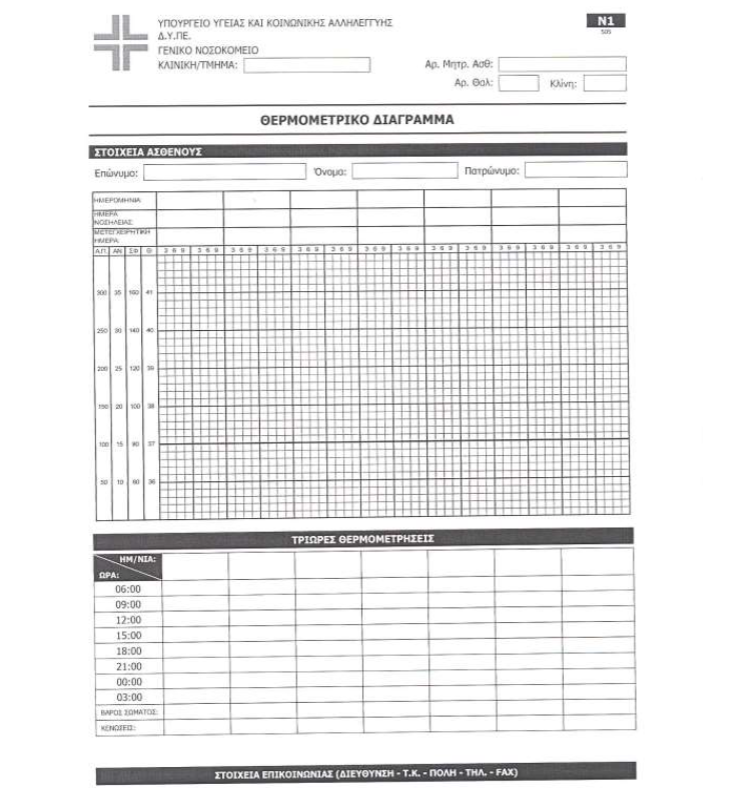 ΥΠΟΥΡΓΕΙΟ ΥΓΕΙΑΣ ΚΑΙ ΚΟΙΝΩΝΙΚΗΣ ΑΛΛΗΛΕΓΓΥΗΣ
Δ.Υ.ΠΕ.
ΓΕΝΙΚΟ ΝΟΣΟΚΟΜΕΙΟ
ΚΛΙΝΙΚΗ/ΤΜΗΜΑ:
N1
505
Αρ. Μητρ. Ασθ:
Αρ. Θαλ: Κλίνη:
ΘΕΡΜΟΜΕΤΡΙΚΟ ΔΙΑΓΡΑΜΜΑ
ΣΤΟΙΧΕΙΑ ΑΣΘΕΝΟΥΣ
Επώνυμο: Όνομα: Πατρώνυμο:
ΗΜΕΡΟΜΗΝΙΑ
ΗΜΕΡΑ
ΝΟΣΗΛΕΙΑΣ
ΜΕΤΕΓΧΕΙΡΗΤΙΚΗ
ΗΜΕΡΑ
Α.Π. ΑΝ ΣΦ Θ 3 6 9 3 6 9 3 6 9 3 6 9 3 6 9 3 6 9 3 6 9 3 6 9 3 6 9 3 6 9 3 6 9 3 6 9 3 6 9 3 6 9
300 35 160 41
250 30 140 40
200 25 120 39
150 20 100 38
100 15 80 37
50 10 60 36
ΤΡΙΩΡΕΣ ΘΕΡΜΟΜΕΤΡΗΣΕΙΣ
ΗΜ/ΝΙΑ:
ΩΡΑ:
06:00
09:00
12:00
15:00
18:00
21:00
00:00
03:00
ΒΑΡΟΣ ΣΩΜΑΤΟΣ:
ΚΕΝΩΣΕΙΣ:
ΣΤΟΙΧΕΙΑ ΕΠΙΚΟΙΝΩΝΙΑΣ (ΔΙΕΥΘΥΝΣΗ - Τ.Κ. - ΠΟΛΗ - ΤΗΛ. - FAX)